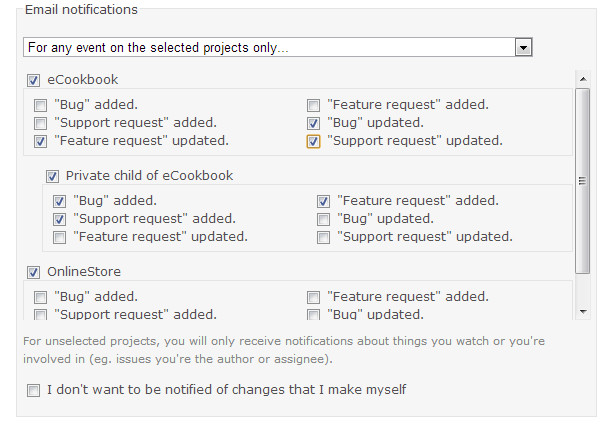 Email notifications
For any event on the selected projects only...
eCookbook
"Bug" added. "Feature request" added.
"Support request" added. "Bug" updated.
"Feature request" updated. "Support request" updated.
Private child of eCookbook
"Bug" added. "Feature request" added.
"Support request" added. "Bug" updated.
"Feature request" updated. "Support request" updated.
OnlineStore
"Bug" added. "Feature request" added.
"Support request" added. "Bug" updated.
For unselected projects, you will only receive notifications about things you watch or you're
involved in (eg. issues you're the author or assignee).
I don't want to be notified of changes that I make myself